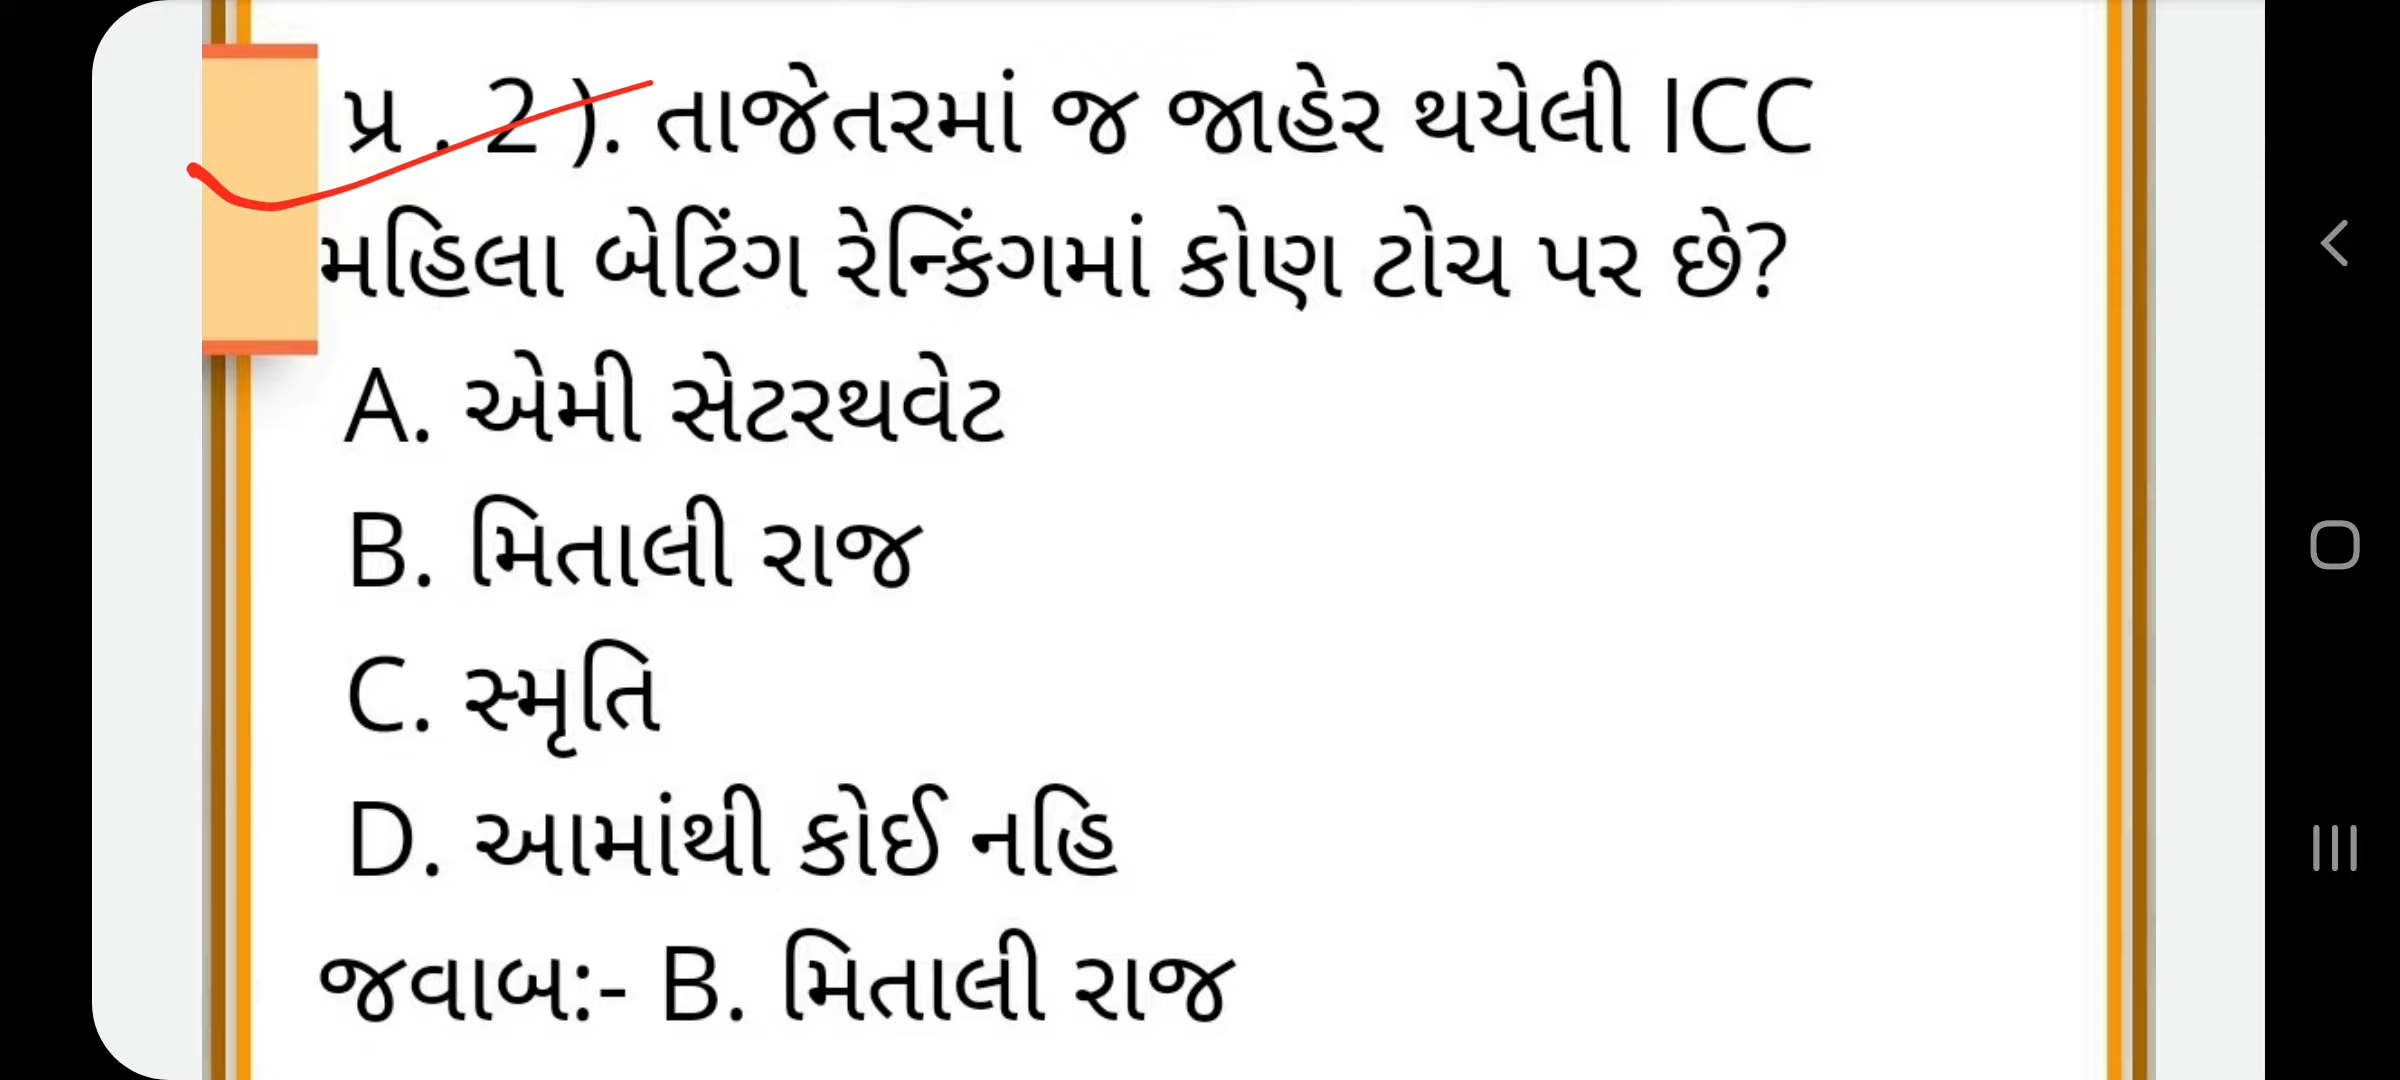 પ્ર . 2 ). તાજેતરમાં જ જાહેર થયેલી ICC
મહિલા બેટિંગ રેન્કિંગમાં કોણ ટોચ પર છે?
A. એમી સેટરથવેટ
B. મિતાલી રાજ
C. સ્મૃતિ
D. આમાંથી કોઈ નહિ
જવાબ:- B. મિતાલી રાજ